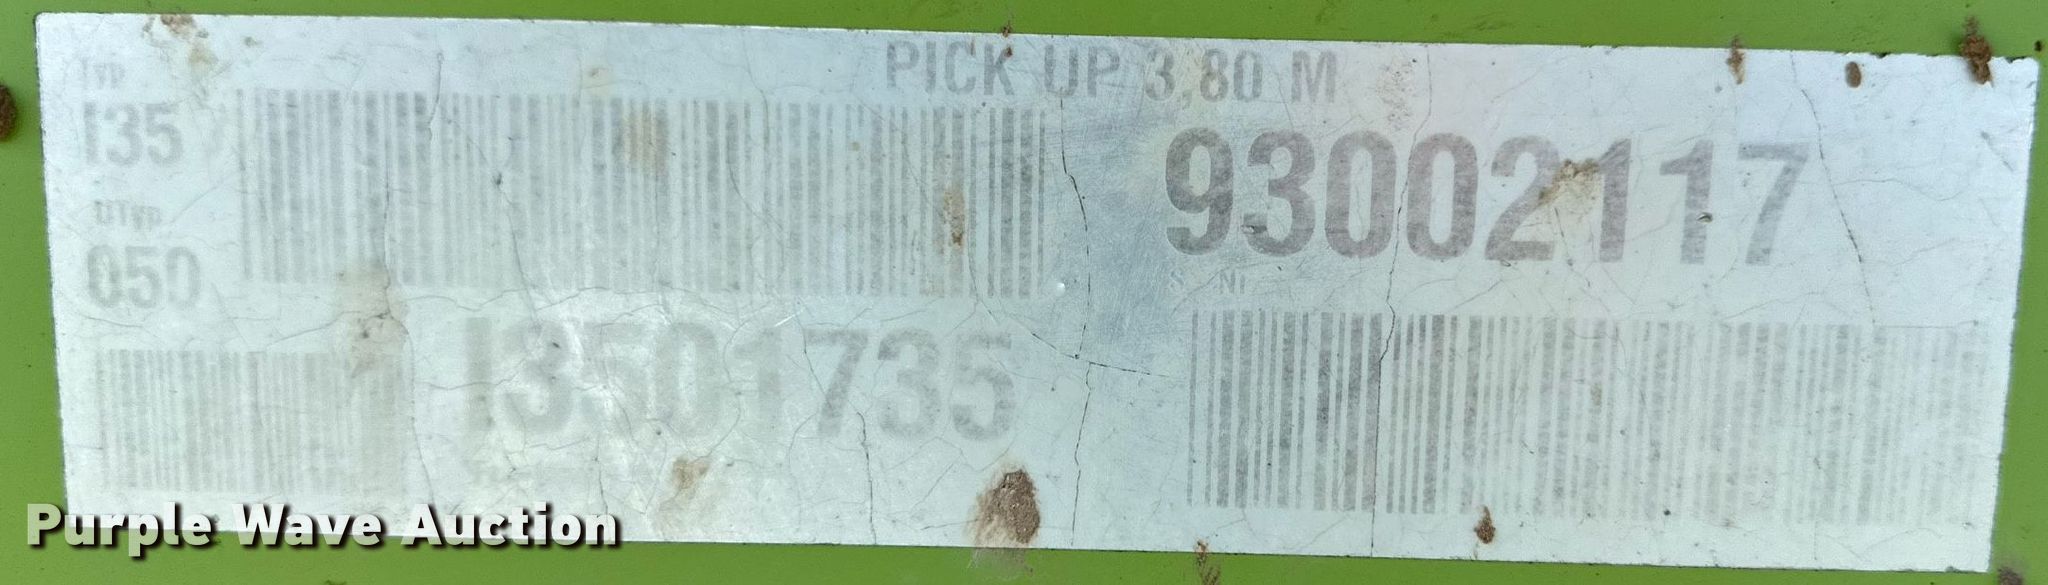 PICK UP 3,80 M
Typ
I35
93002117
UTyp
050
S. Nr
I3501735
Purple Wave Auction